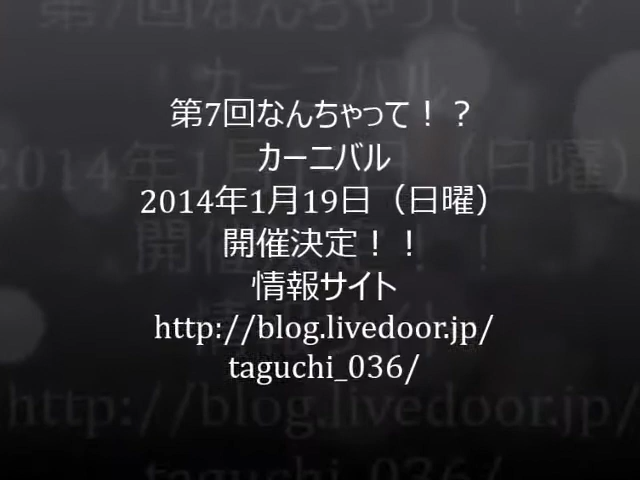 第7回なんちゃって！？
カーニバル
2014年1月19日（日曜）
開催決定！！
情報サイト
http://blog.livedoor.jp/
taguchi_036/